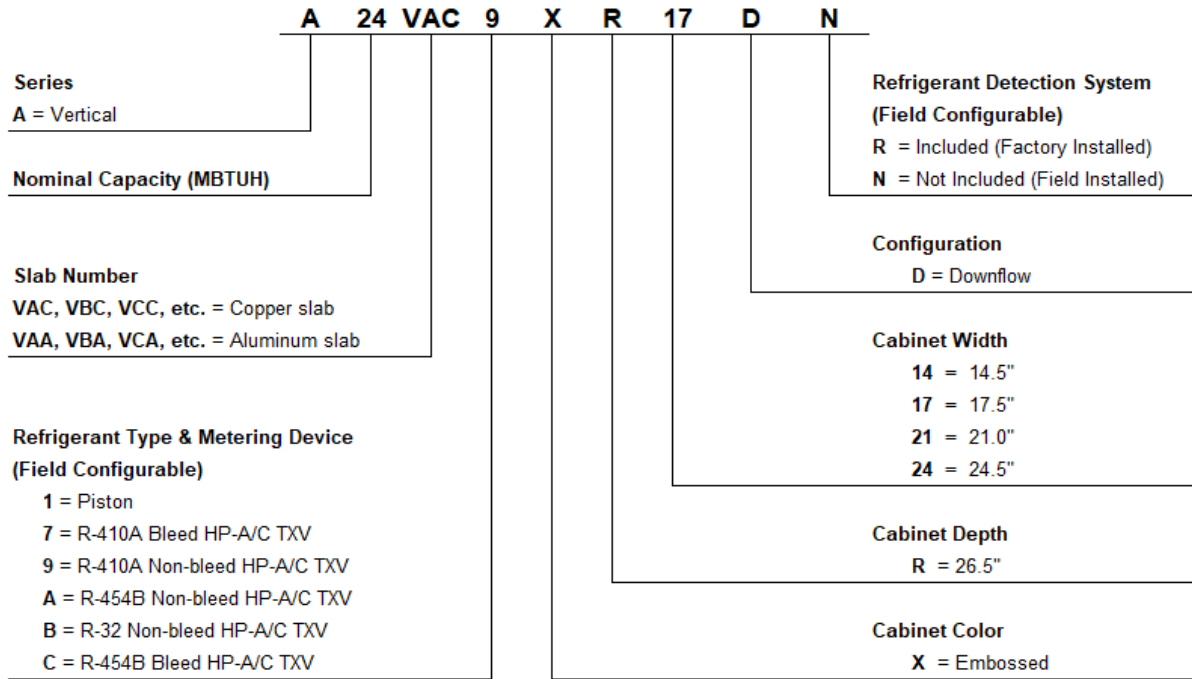 A 24 VAC 9 X R 17 D N
Series
A = Vertical
Nominal Capacity (MBTUH)
Slab Number
VAC, VBC, VCC, etc. = Copper slab
VAA, VBA, VCA, etc. = Aluminum slab
Refrigerant Type & Metering Device
(Field Configurable)
1 = Piston
7 = R-410A Bleed HP-A/C TXV
9 = R-410A Non-bleed HP-A/C TXV
A = R-454B Non-bleed HP-A/C TXV
B = R-32 Non-bleed HP-A/C TXV
C = R-454B Bleed HP-A/C TXV
Refrigerant Detection System
(Field Configurable)
R = Included (Factory Installed)
N = Not Included (Field Installed)
Configuration
D = Downflow
Cabinet Width
14 = 14.5"
17 = 17.5"
21 = 21.0"
24 = 24.5"
Cabinet Depth
R = 26.5"
Cabinet Color
X = Embossed